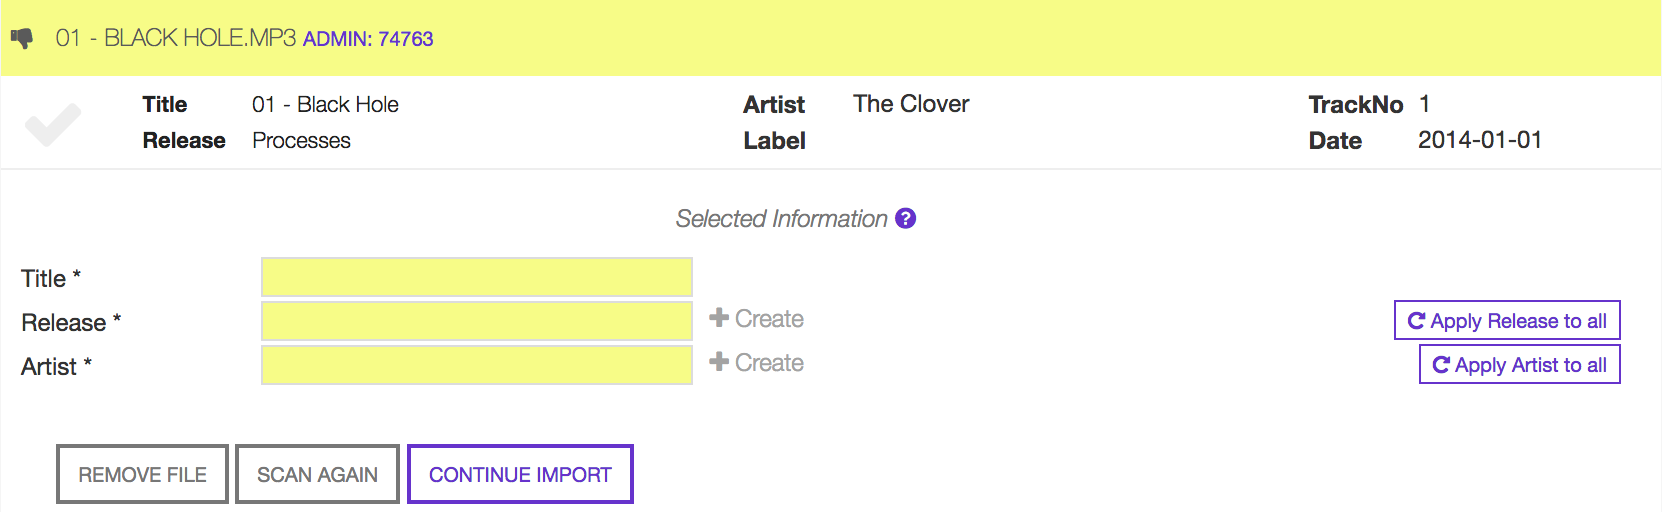 01 - BLACK HOLE.MP3 ADMIN: 74763
Title 01 - Black Hole Artist The Clover TrackNo 1
Release Processes Label Date 2014-01-01
Selected Information ?
Title *
Release * Create Apply Release to all
Artist * Create Apply Artist to all
REMOVE FILE SCAN AGAIN CONTINUE IMPORT